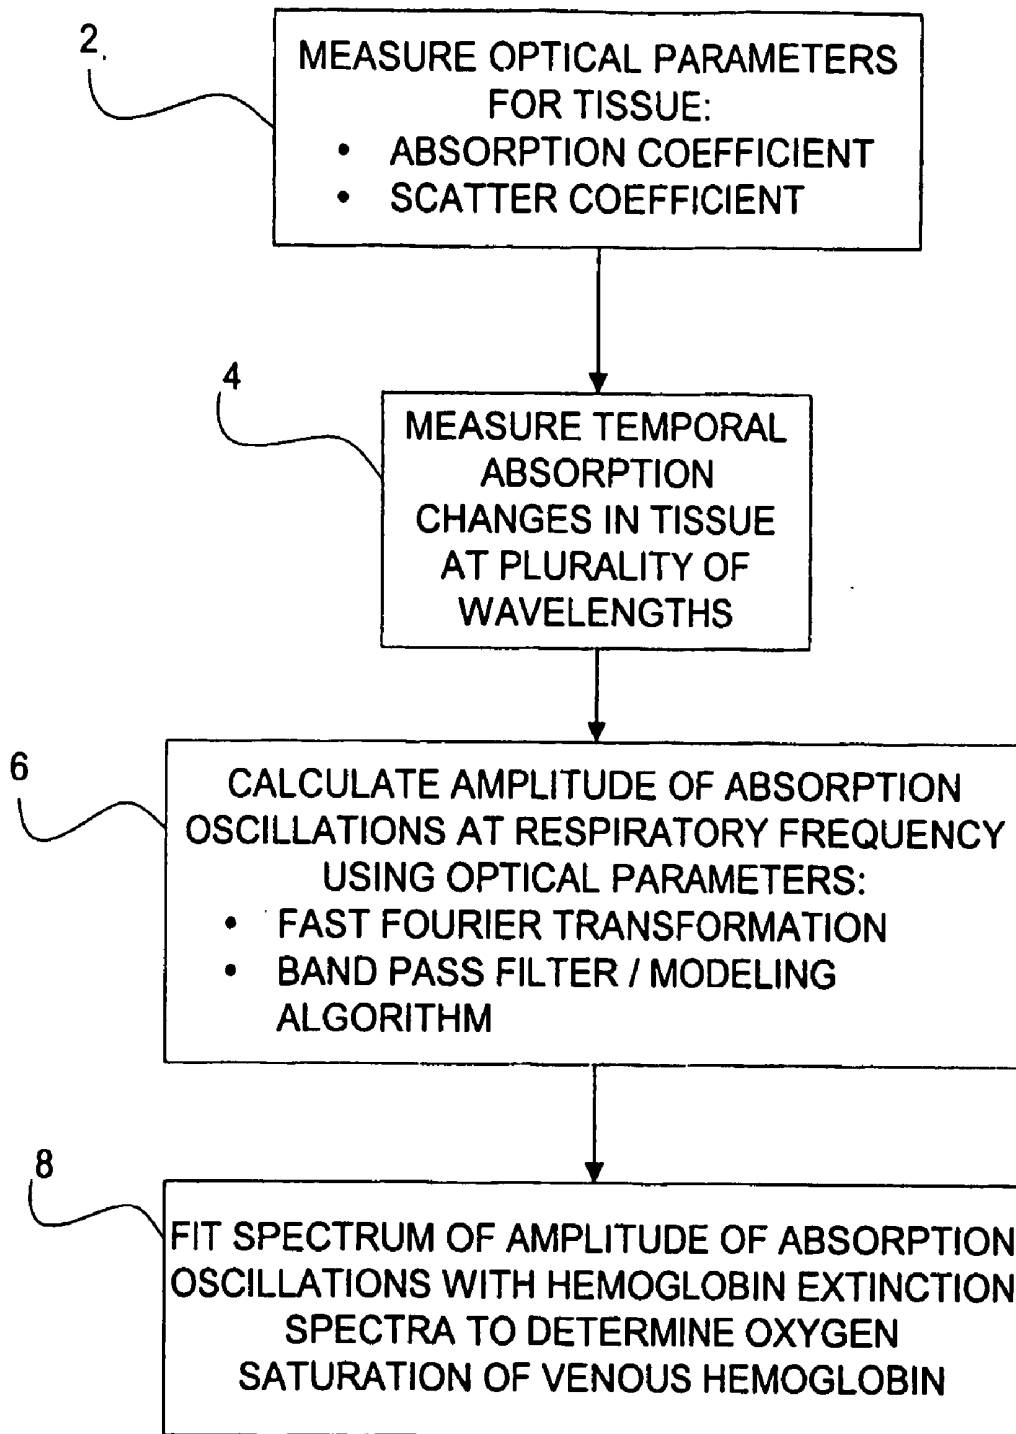 2
MEASURE OPTICAL PARAMETERS
FOR TISSUE:
• ABSORPTION COEFFICIENT
• SCATTER COEFFICIENT
4
MEASURE TEMPORAL
ABSORPTION
CHANGES IN TISSUE
AT PLURALITY OF
WAVELENGTHS
6
CALCULATE AMPLITUDE OF ABSORPTION
OSCILLATIONS AT RESPIRATORY FREQUENCY
USING OPTICAL PARAMETERS:
• FAST FOURIER TRANSFORMATION
• BAND PASS FILTER / MODELING
ALGORITHM
8
FIT SPECTRUM OF AMPLITUDE OF ABSORPTION
OSCILLATIONS WITH HEMOGLOBIN EXTINCTION
SPECTRA TO DETERMINE OXYGEN
SATURATION OF VENOUS HEMOGLOBIN